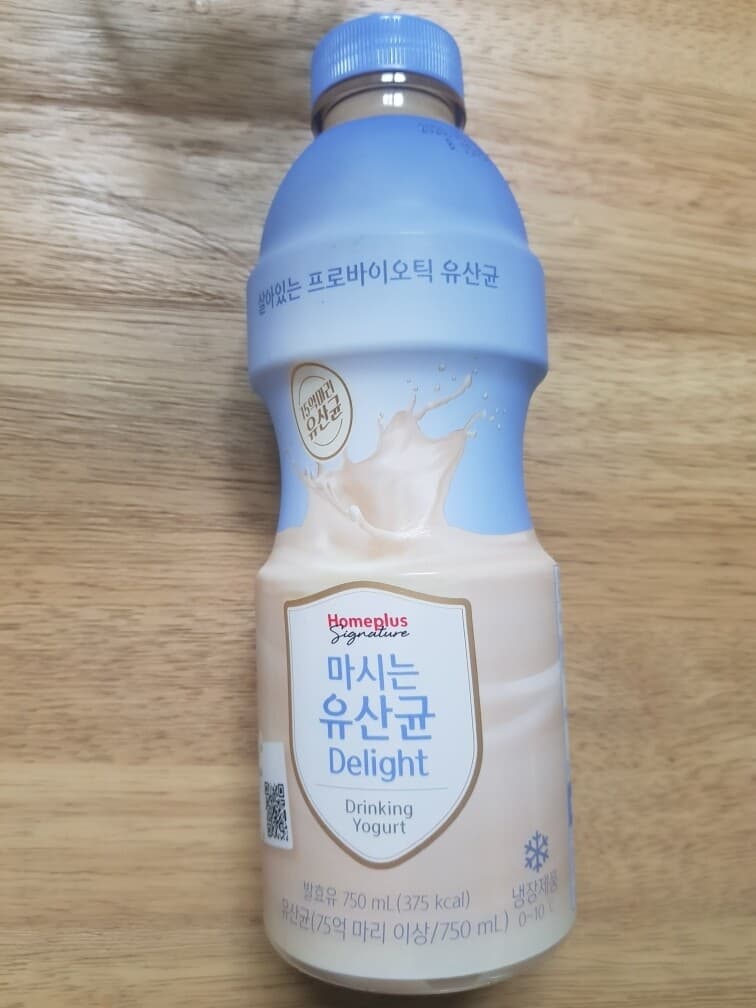 살아있는 프로바이오틱 유산균
75억마리
유산균
Homeplus
Signature
마시는
유산균
Delight
Drinking
Yogurt
발효유 750 mL(375 kcal)
유산균(75억 마리 이상/750 mL)
냉장제품
0~10